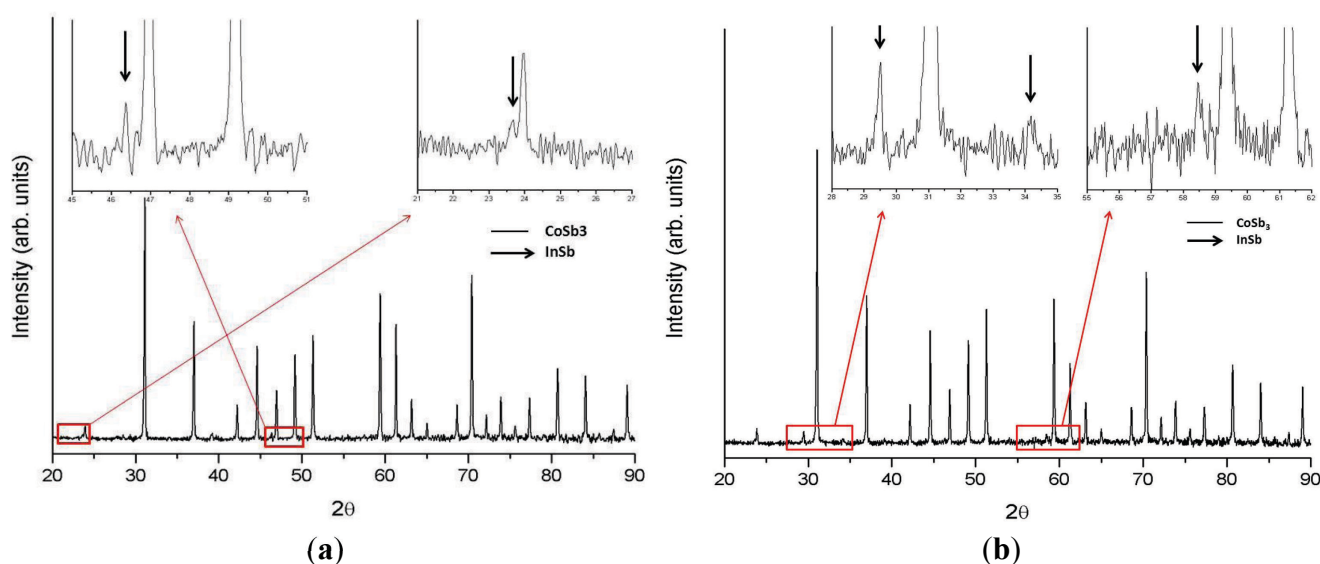 45 46 47 48 49 50 51
21 22 23 24 25 26 27
CoSb3
InSb
Intensity (arb. units)
20 30 40 50 60 70 80 90
2θ
(a)
28 29 30 31 32 33 34 35
55 56 57 58 59 60 61 62
CoSb₃
InSb
Intensity (arb. units)
20 30 40 50 60 70 80 90
2θ
(b)